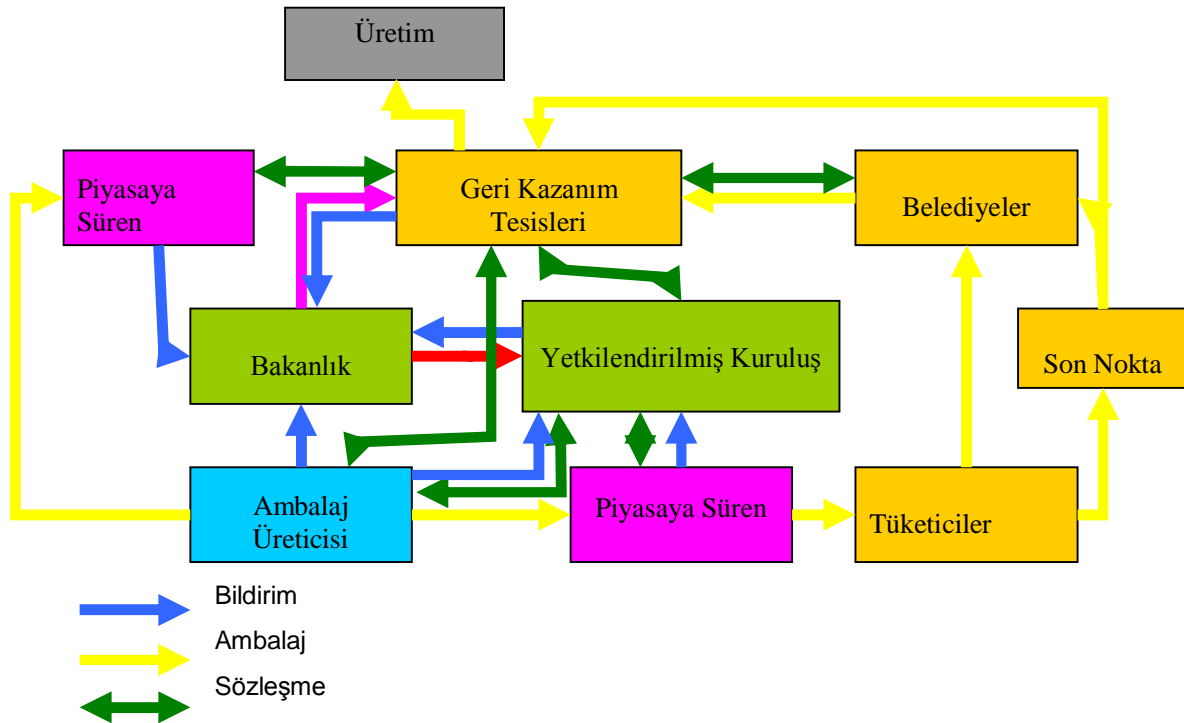 Üretim
Piyasaya
Süren
Geri Kazanım
Tesisleri
Belediyeler
Bakanlık
Yetkilendirilmiş Kuruluş
Son Nokta
Ambalaj
Üreticisi
Piyasaya Süren
Tüketiciler
Bildirim
Ambalaj
Sözleşme